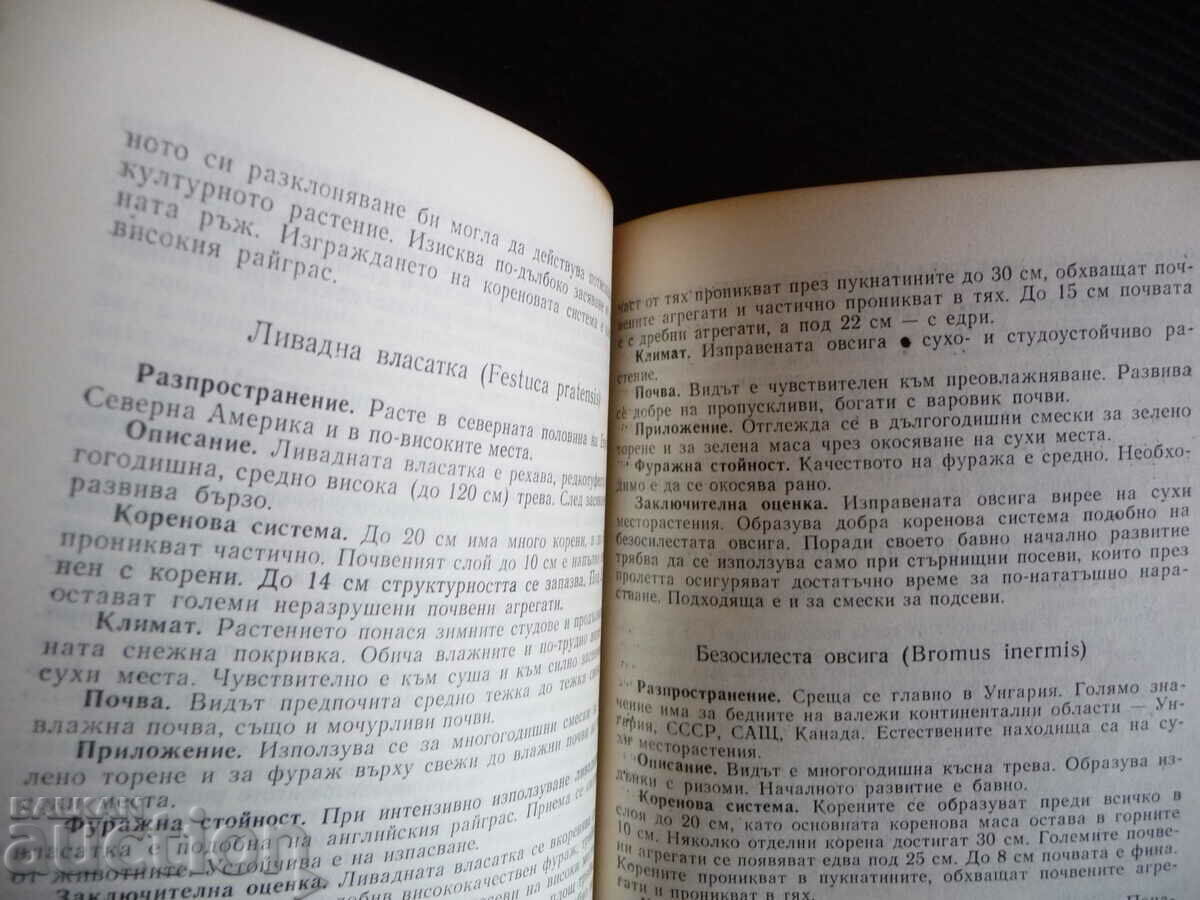 ното си разклоняване би могла да действува
културното растение. Изисква по-дълбоко засяване
ната ръж. Изграждането на кореновата система е
високия райграс.
Ливадна власатка (Festuca pratensis)
Разпространение. Расте в северната половина на
Северна Америка и в по-високите места.
Описание. Ливадната власатка е рехава,
гогодишна, средно висока (до 120 см) трева. След
развива бързо.
Коренова система. До 20 см има много корени,
проникват частично. Почвеният слой до 10 см е
нен с корени. До 14 см структурността се запазва.
остават големи неразрушени почвени агрегати.
Климат. Растението понася зимните студове и
ната снежна покривка. Обича влажните и по-трудно
сухи места. Чувствително е към суша и към силно
Почва. Видът предпочита средно тежка до тежка
влажна почва, също и мочурливи почви.
Приложение. Използува се за многогодишни смески
лено торене и за фураж върху свежи до влажни почви
щи места.
Фуражна стойност. При интензивно използуване
власатка е подобна на английския райграс. Приема се
от животните. Устойчива е на изпасване.
Заключителна оценка. Ливадната власатка се
висококачествен фураж,
част от тях проникват през пукнатините до 30 см, обхващат поч-
вените агрегати и частично проникват в тях. До 15 см почвата
е с дребни агрегати, а под 22 см — с едри.
Климат. Изправената овсига ● сухо- и студоустойчиво ра-
стение.
Почва. Видът е чувствителен към преовлажняване. Развива
се добре на пропускливи, богати с варовик почви.
Приложение. Отглежда се в дългогодишни смески за зелено
торене и за зелена маса чрез окосяване на сухи места.
Фуражна стойност. Качеството на фуража е средно. Необхо-
димо е да се окосява рано.
Заключителна оценка. Изправената овсига вирее на сухи
месторастения. Образува добра коренова система подобно на
безосилестата овсига. Поради своето бавно начално развитие
трябва да се използува само при стърнищни посеви, които през
пролетта осигуряват достатъчно време за по-нататъшно нара-
стване. Подходяща е и за смески за подсеви.
Безосилеста овсига (Bromus inermis)
Разпространение. Среща се главно в Унгария. Голямо зна-
чение има за бедните на валежи континентални области — Ун-
гария, СССР, САЩ, Канада. Естествените находища са на су-
хи месторастения.
Описание. Видът е многогодишна късна трева. Образува из-
дънки с ризоми. Началното развитие е бавно.
Коренова система. Корените се образуват преди всичко в
слоя до 20 см, като основната коренова маса остава в горните
10 см. Няколко отделни корена достигат 30 см. Големите почве-
ни агрегати се появяват едва под 25 см. До 8 см почвата е фина.
Корените проникват в пукнатините, обхващат почвените агре-
гати и проникват в тях.
БАЛКАН
auction